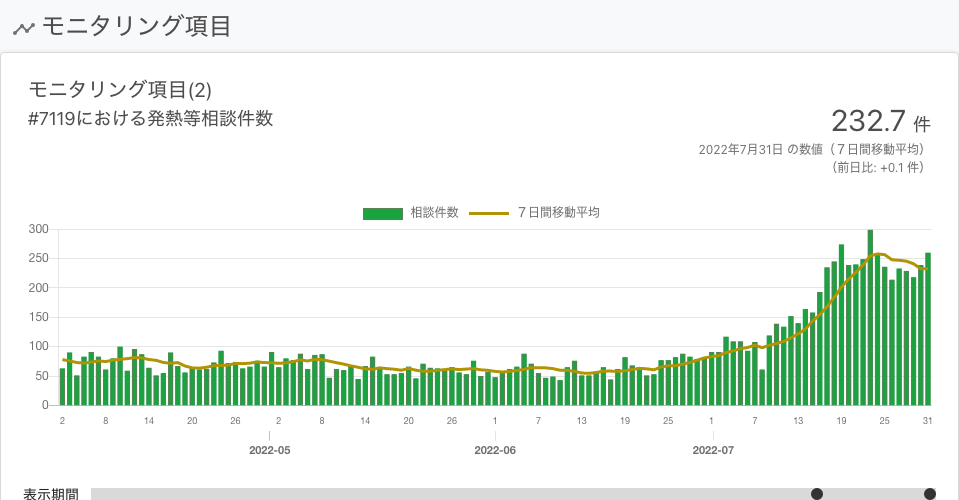 モニタリング項目
モニタリング項目(2)
#7119における発熱等相談件数
232.7 件
2022年7月31日 の数値（７日間移動平均）
（前日比: +0.1 件）
相談件数 ７日間移動平均
300
250
200
150
100
50
0
2 8 14 20 26 2 8 14 20 26 1 7 13 19 25 1 7 13 19 25 31
2022-05 2022-06 2022-07
表示期間